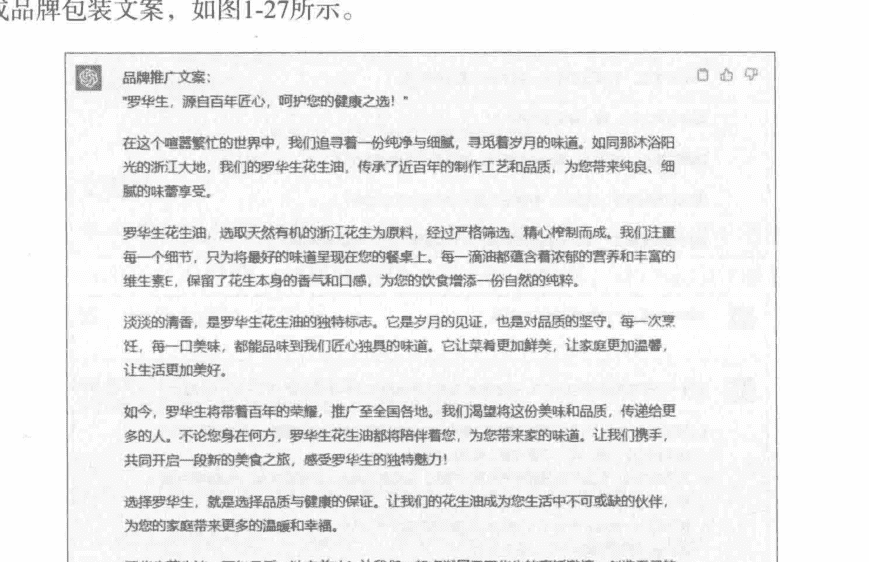 成品牌包装文案，如图1-27所示。
品牌推广文案：
"罗华生，源自百年匠心，呵护您的健康之选！"
在这个喧嚣繁忙的世界中，我们追寻着一份纯净与细腻，寻觅着岁月的味道。如同那沐浴阳
光的浙江大地，我们的罗华生花生油，传承了近百年的制作工艺和品质，为您带来纯良、细
腻的味蕾享受。
罗华生花生油，选取天然有机的浙江花生为原料，经过严格筛选、精心榨制而成。我们注重
每一个细节，只为将最好的味道呈现在您的餐桌上。每一滴油都蕴含着浓郁的营养和丰富的
维生素E，保留了花生本身的香气和口感，为您的饮食增添一份自然的纯粹。
淡淡的清香，是罗华生花生油的独特标志。它是岁月的见证，也是对品质的坚守。每一次烹
饪，每一口美味，都能品味到我们匠心独具的味道。它让菜肴更加鲜美，让家庭更加温馨，
让生活更加美好。
如今，罗华生将带着百年的荣耀，推广至全国各地。我们渴望将这份美味和品质，传递给更
多的人。不论您身在何方，罗华生花生油都将陪伴着您，为您带来家的味道。让我们携手，
共同开启一段新的美食之旅，感受罗华生的独特魅力！
选择罗华生，就是选择品质与健康的保证。让我们的花生油成为您生活中不可或缺的伙伴，
为您的家庭带来更多的温暖和幸福。